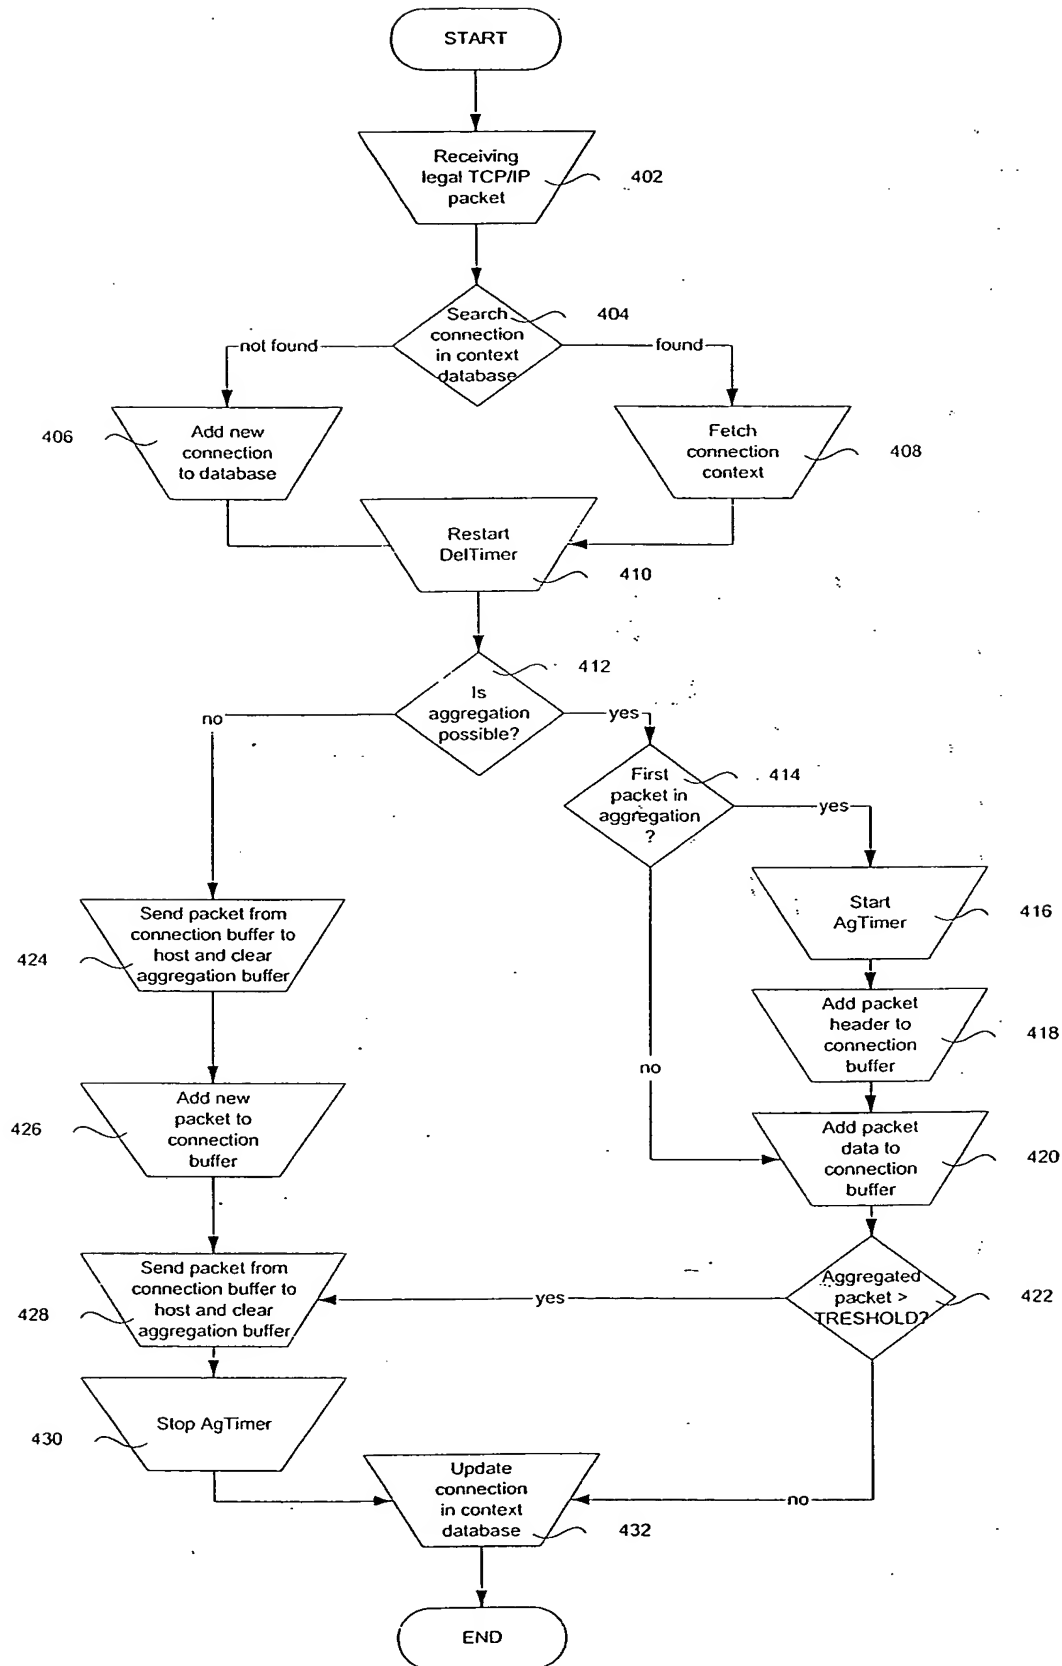 START
Receiving
legal TCP/IP
packet
402
Search
connection
in context
database
404
not found
found
406
Add new
connection
to database
Fetch
connection
context
408
Restart
DelTimer
410
412
Is
aggregation
possible?
no
yes
First
packet in
aggregation
?
414
yes
Start
AgTimer
416
Send packet from
connection buffer to
host and clear
aggregation buffer
424
Add packet
header to
connection
buffer
418
no
Add new
packet to
connection
buffer
426
Add packet
data to
connection
buffer
420
Send packet from
connection buffer to
host and clear
aggregation buffer
428
yes
Aggregated
packet >
TRESHOLD?
422
Stop AgTimer
430
Update
connection
in context
database
432
no
END